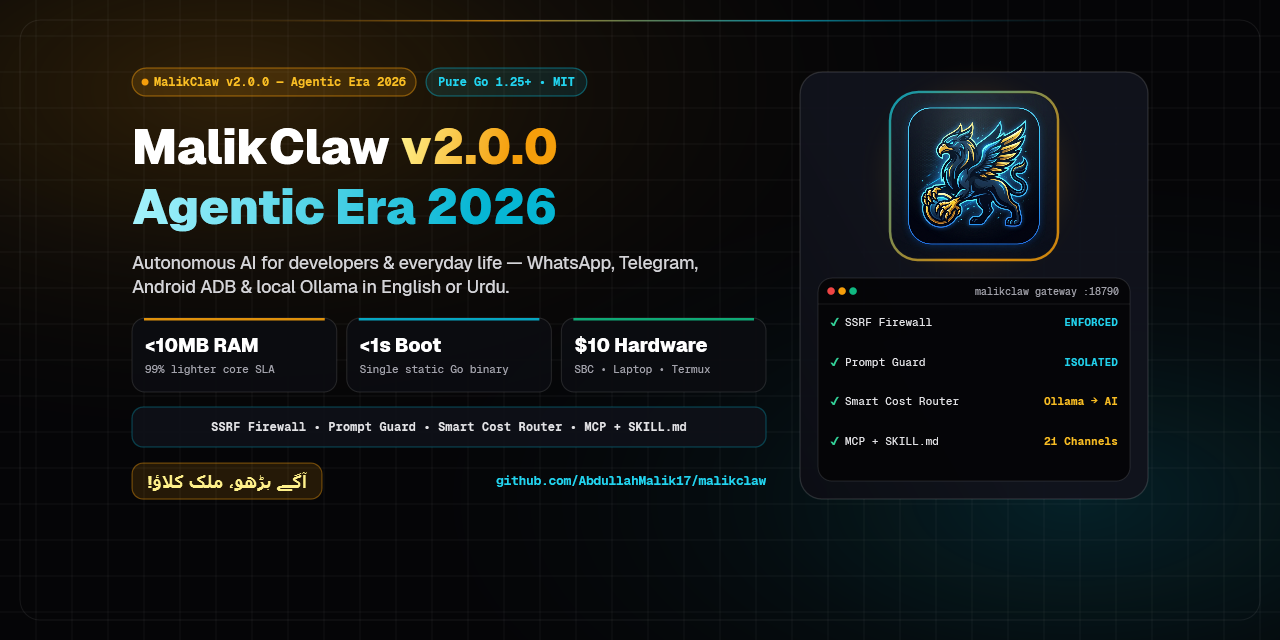 MalikClaw v2.0.0 — Agentic Era 2026
Pure Go 1.25+ • MIT
MalikClaw v2.0.0
Agentic Era 2026
Autonomous AI for developers & everyday life — WhatsApp, Telegram,
Android ADB & local Ollama in English or Urdu.
<10MB RAM
99% lighter core SLA
<1s Boot
Single static Go binary
$10 Hardware
SBC • Laptop • Termux
SSRF Firewall • Prompt Guard • Smart Cost Router • MCP + SKILL.md
آگے بڑھو، ملک کلاؤ!
github.com/AbdullahMalik17/malikclaw
malikclaw gateway :18790
✓ SSRF Firewall ENFORCED
✓ Prompt Guard ISOLATED
✓ Smart Cost Router Ollama → AI
✓ MCP + SKILL.md 21 Channels